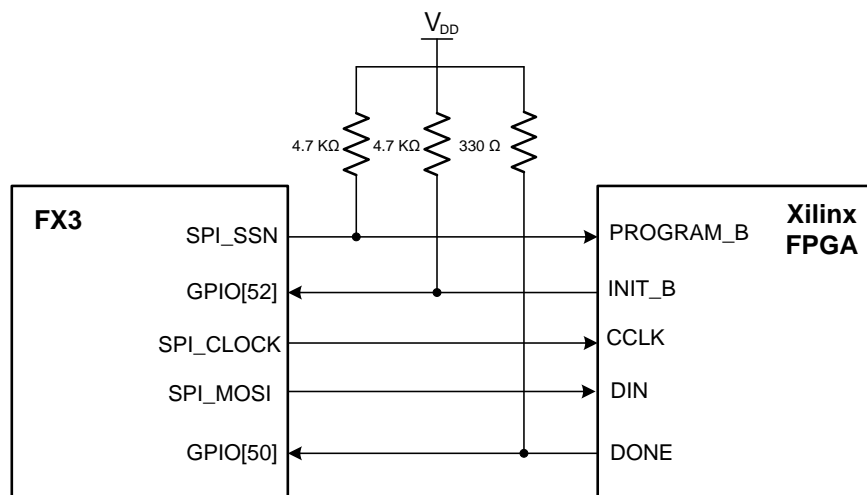 V_DD
4.7 KΩ 4.7 KΩ 330 Ω
FX3
Xilinx
FPGA
SPI_SSN PROGRAM_B
GPIO[52] INIT_B
SPI_CLOCK CCLK
SPI_MOSI DIN
GPIO[50] DONE